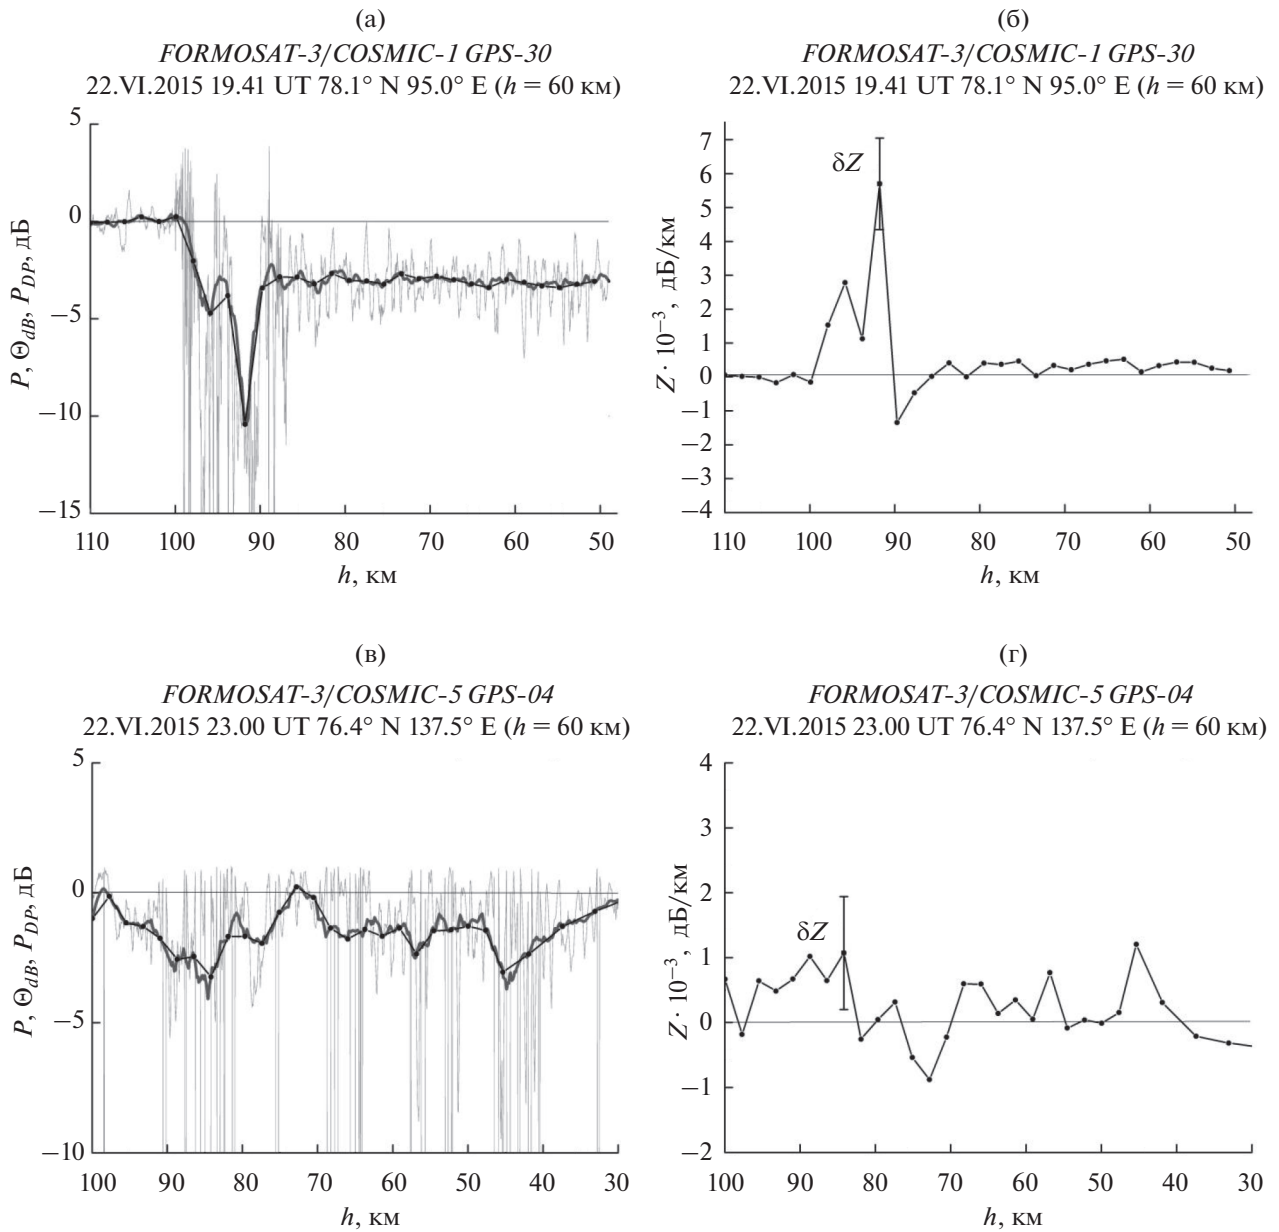 (а)
FORMOSAT-3/COSMIC-1 GPS-30
22.VI.2015 19.41 UT 78.1° N 95.0° E (h = 60 км)
5
0
−5
−10
−15
P, Θ_dB, P_DP, дБ
110 100 90 80 70 60 50
h, км
(б)
FORMOSAT-3/COSMIC-1 GPS-30
22.VI.2015 19.41 UT 78.1° N 95.0° E (h = 60 км)
7
6
5
4
3
2
1
0
−1
−2
−3
−4
Z · 10⁻³, дБ/км
δZ
110 100 90 80 70 60 50
h, км
(в)
FORMOSAT-3/COSMIC-5 GPS-04
22.VI.2015 23.00 UT 76.4° N 137.5° E (h = 60 км)
5
0
−5
−10
P, Θ_dB, P_DP, дБ
100 90 80 70 60 50 40 30
h, км
(г)
FORMOSAT-3/COSMIC-5 GPS-04
22.VI.2015 23.00 UT 76.4° N 137.5° E (h = 60 км)
4
3
2
1
0
−1
−2
Z · 10⁻³, дБ/км
δZ
100 90 80 70 60 50 40 30
h, км